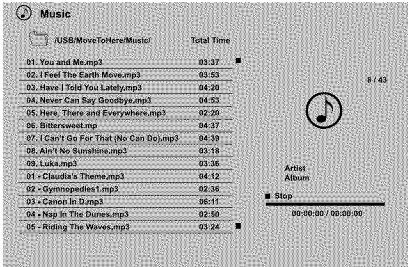 Music
/USB/MoveToHere/Music/ Total Time
01. You and Me.mp3 03:37
02. I Feel The Earth Move.mp3 03:53
03. Have I Told You Lately.mp3 04:20
04. Never Can Say Goodbye.mp3 04:53
05. Here, There and Everywhere.mp3 02:20
06. Bittersweet.mp 04:37
07. I Can't Go For That (No Can Do).mp3 04:39
08. Ain't No Sunshine.mp3 03:18
09. Luka.mp3 03:36
01 - Claudia's Theme.mp3 04:12
02 - Gymnopedies1.mp3 02:36
03 - Canon In D.mp3 06:11
04 - Nap In The Dunes.mp3 02:50
05 - Riding The Waves.mp3 03:24
8 / 43
Artist
Album
Stop
00:00:00 / 00:00:00